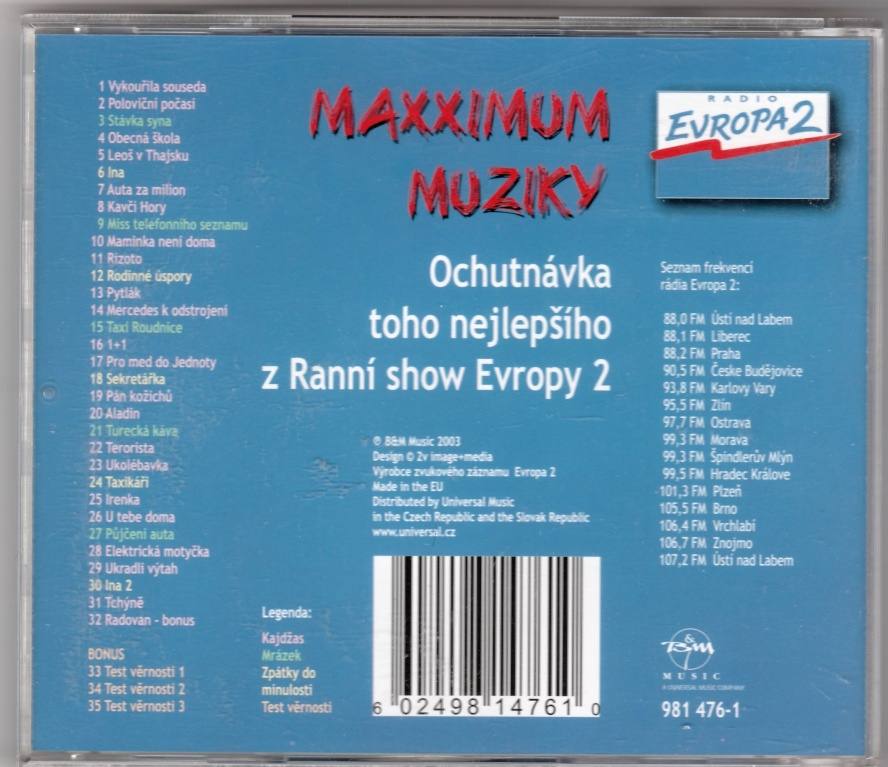 1 Vykouřila souseda
2 Poloviční počasí
3 Stávka syna
4 Obecná škola
5 Leoš v Thajsku
6 Ina
7 Auta za milion
8 Kavčí Hory
9 Miss telefonního seznamu
10 Maminka není doma
11 Rizoto
12 Rodinné úspory
13 Pytlák
14 Mercedes k odstrojení
15 Taxi Roudnice
16 1+1
17 Pro med do Jednoty
18 Sekretářka
19 Pán kožichů
20 Aladin
21 Turecká káva
22 Terorista
23 Ukolébavka
24 Taxikáři
25 Irenka
26 U tebe doma
27 Půjčení auta
28 Elektrická motyčka
29 Ukradli výtah
30 Ina 2
31 Tchýně
32 Radovan - bonus
BONUS
33 Test věrnosti 1
34 Test věrnosti 2
35 Test věrnosti 3
MAXXIMUM
MUZIKY
Ochutnávka
toho nejlepšího
z Ranní show Evropy 2
℗ B&M Music 2003
Design © 2v image+media
Výrobce zvukového záznamu Evropa 2
Made in the EU
Distributed by Universal Music
in the Czech Republic and the Slovak Republic
www.universal.cz
Legenda:
Kajdžas
Mrázek
Zpátky do
minulosti
Test věrnosti
6 02498 14761 0
RADIO
EVROPA 2
Seznam frekvencí
rádia Evropa 2:
88,0 FM Ústí nad Labem
88,1 FM Liberec
88,2 FM Praha
90,5 FM Česke Budějovice
93,8 FM Karlovy Vary
95,5 FM Zlín
97,7 FM Ostrava
99,3 FM Morava
99,3 FM Špindlerův Mlýn
99,5 FM Hradec Králove
101,3 FM Plzeň
105,5 FM Brno
106,4 FM Vrchlabí
106,7 FM Znojmo
107,2 FM Ústí nad Labem
B&M
MUSIC
A UNIVERSAL MUSIC COMPANY
981 476-1